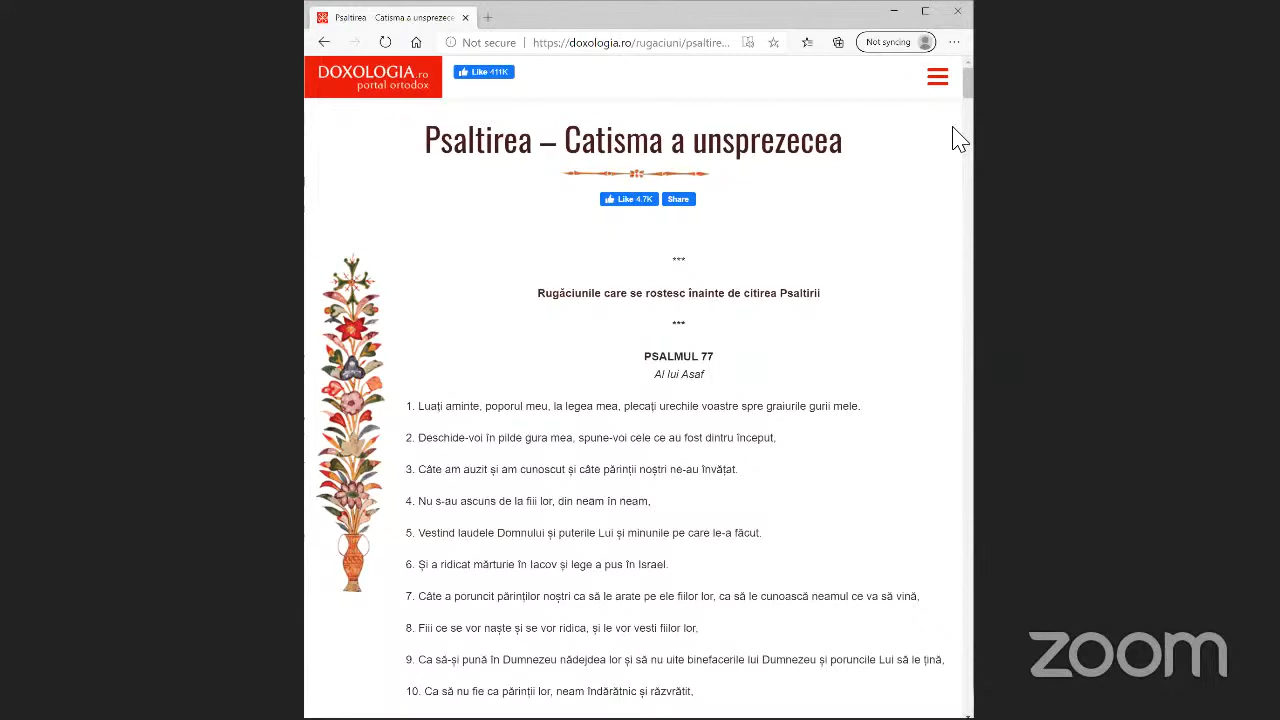 Psaltirea - Catisma a unsprezece
Not secure
https://doxologia.ro/rugaciuni/psaltire...
Not syncing
DOXOLOGIA.ro
portal ortodox
Like 411K
Psaltirea – Catisma a unsprezecea
Like 4.7K Share
***
Rugăciunile care se rostesc înainte de citirea Psaltirii
***
PSALMUL 77
Al lui Asaf
1. Luați aminte, poporul meu, la legea mea, plecați urechile voastre spre graiurile gurii mele.
2. Deschide-voi în pilde gura mea, spune-voi cele ce au fost dintru început,
3. Câte am auzit și am cunoscut și câte părinții noștri ne-au învățat.
4. Nu s-au ascuns de la fiii lor, din neam în neam,
5. Vestind laudele Domnului și puterile Lui și minunile pe care le-a făcut.
6. Și a ridicat mărturie în Iacov și lege a pus în Israel.
7. Câte a poruncit părinților noștri ca să le arate pe ele fiilor lor, ca să le cunoască neamul ce va să vină,
8. Fiii ce se vor naște și se vor ridica, și le vor vesti fiilor lor,
9. Ca să-și pună în Dumnezeu nădejdea lor și să nu uite binefacerile lui Dumnezeu și poruncile Lui să le țină,
10. Ca să nu fie ca părinții lor, neam îndărătnic și răzvrătit,
zoom